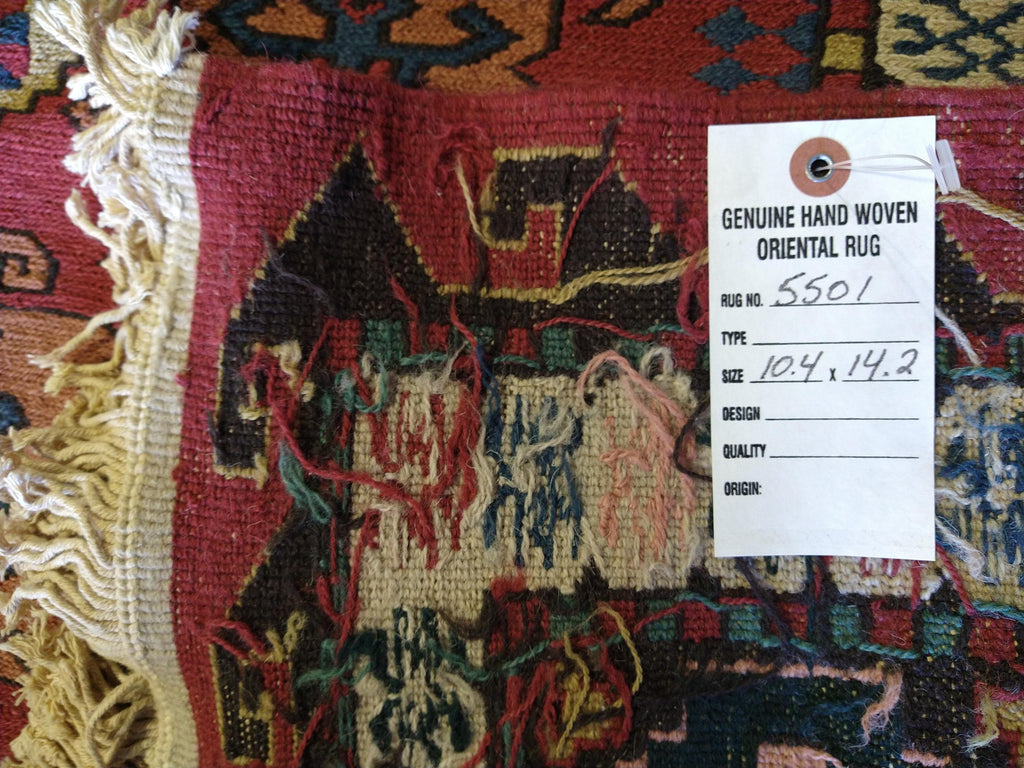 GENUINE HAND WOVEN
ORIENTAL RUG
RUG NO. 5501
TYPE
SIZE 10.4 X 14.2
DESIGN
QUALITY
ORIGIN: